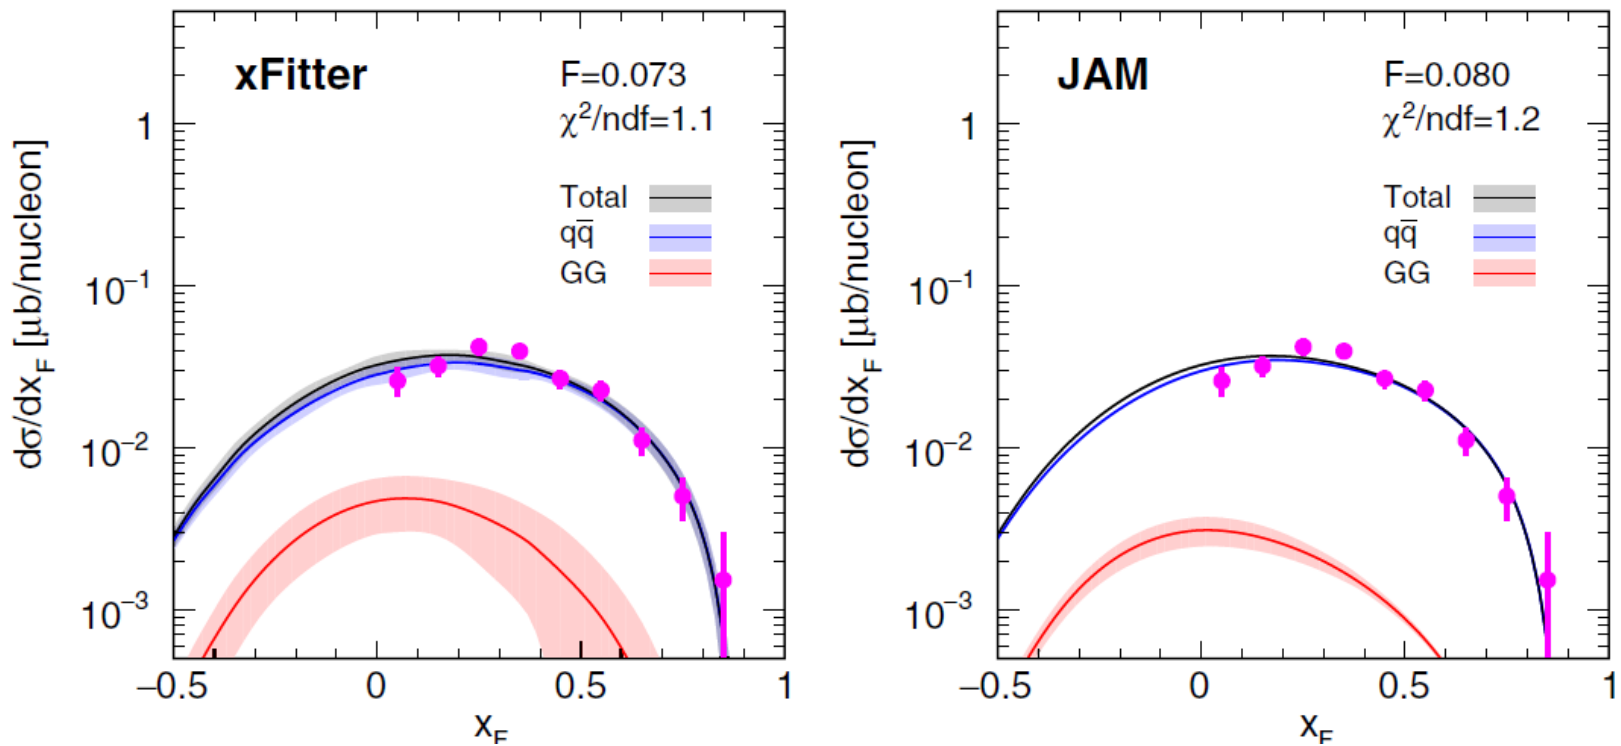 xFitter
F=0.073
χ²/ndf=1.1
Total
qq̅
GG
dσ/dx_F [μb/nucleon]
1
10⁻¹
10⁻²
10⁻³
−0.5 0 0.5 1
x_F
JAM
F=0.080
χ²/ndf=1.2
Total
qq̅
GG
dσ/dx_F [μb/nucleon]
1
10⁻¹
10⁻²
10⁻³
−0.5 0 0.5 1
x_F